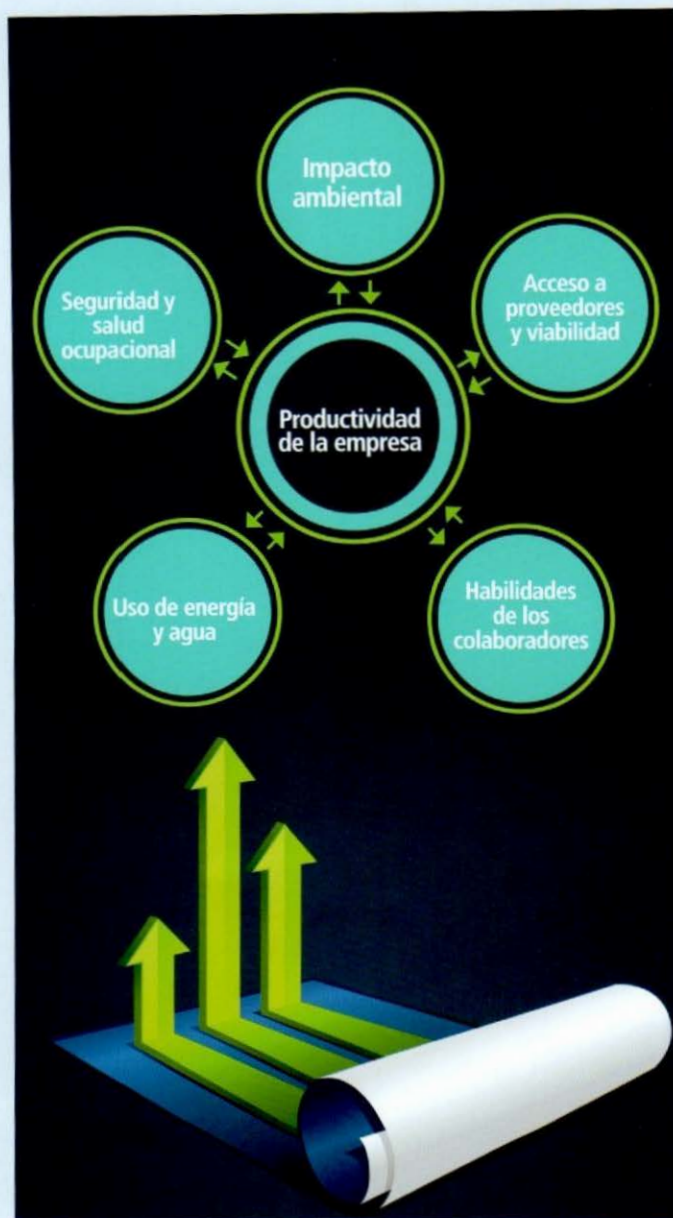 Impacto
ambiental
Seguridad y
salud
ocupacional
Acceso a
proveedores
y viabilidad
Productividad
de la empresa
Uso de energía
y agua
Habilidades
de los
colaboradores